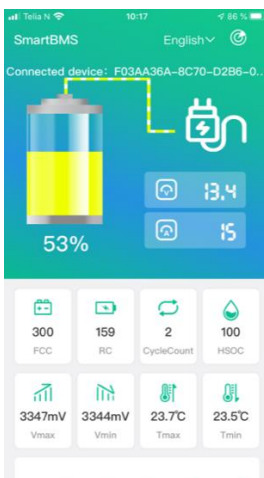 Telia N 10:17 86 %
SmartBMS English
Connected device: F03AA36A-8C70-D2B6-0..
13.4
15
53%
300 159 2 100
FCC RC CycleCount HSOC
3347mV 3344mV 23.7℃ 23.5℃
Vmax Vmin Tmax Tmin